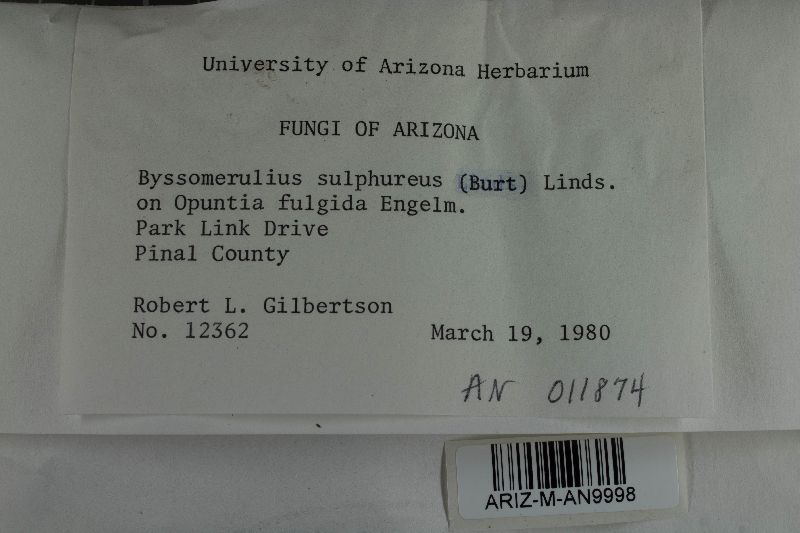 University of Arizona Herbarium
FUNGI OF ARIZONA
Byssomerulius sulphureus (Burt) Linds.
on Opuntia fulgida Engelm.
Park Link Drive
Pinal County
Robert L. Gilbertson
No. 12362 March 19, 1980
AN 011874
ARIZ-M-AN9998